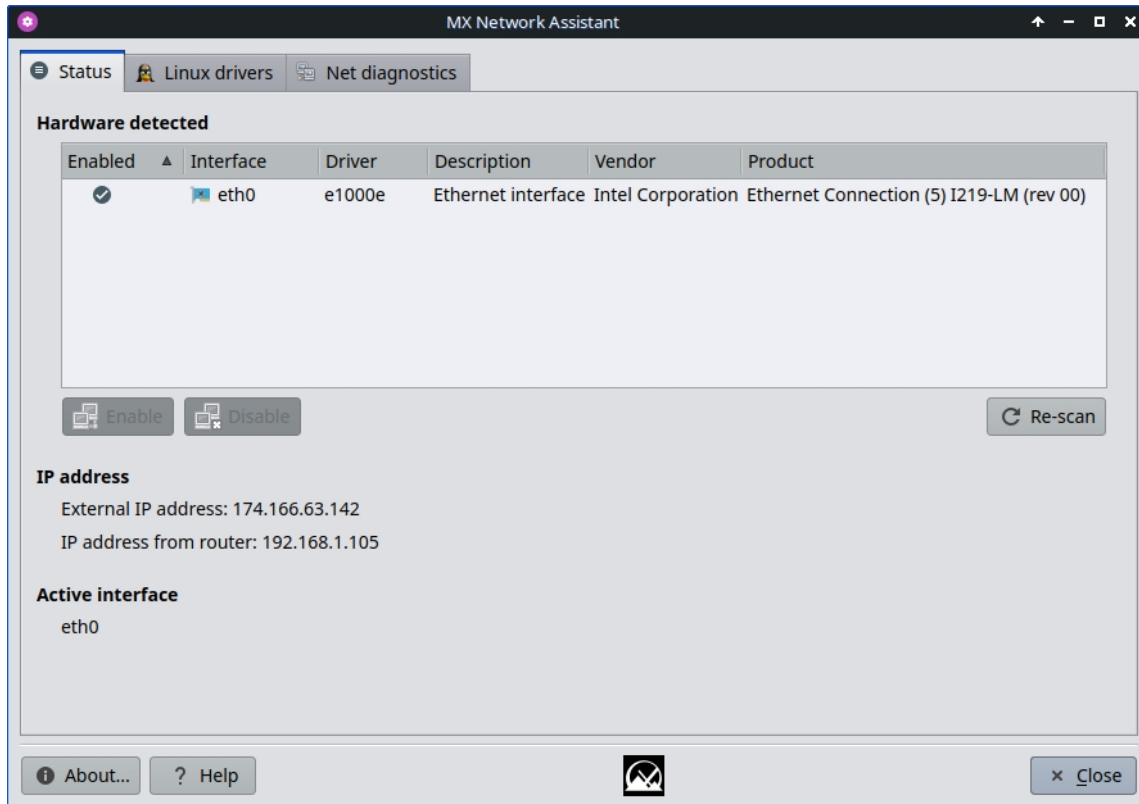 MX Network Assistant
Status Linux drivers Net diagnostics
Hardware detected
Enabled Interface Driver Description Vendor Product
eth0 e1000e Ethernet interface Intel Corporation Ethernet Connection (5) I219-LM (rev 00)
Enable Disable Re-scan
IP address
External IP address: 174.166.63.142
IP address from router: 192.168.1.105
Active interface
eth0
About... ? Help Close